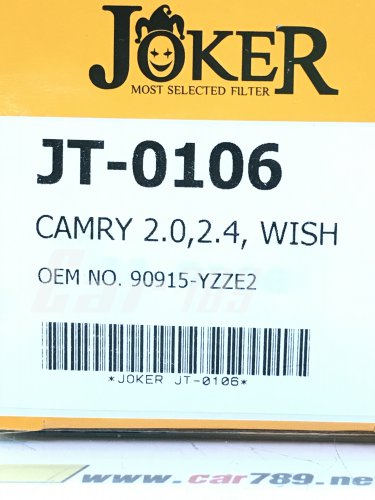 JOKER
MOST SELECTED FILTER
JT-0106
CAMRY 2.0,2.4, WISH
OEM NO. 90915-YZZE2
*JOKER JT-0106*
www.car789.net